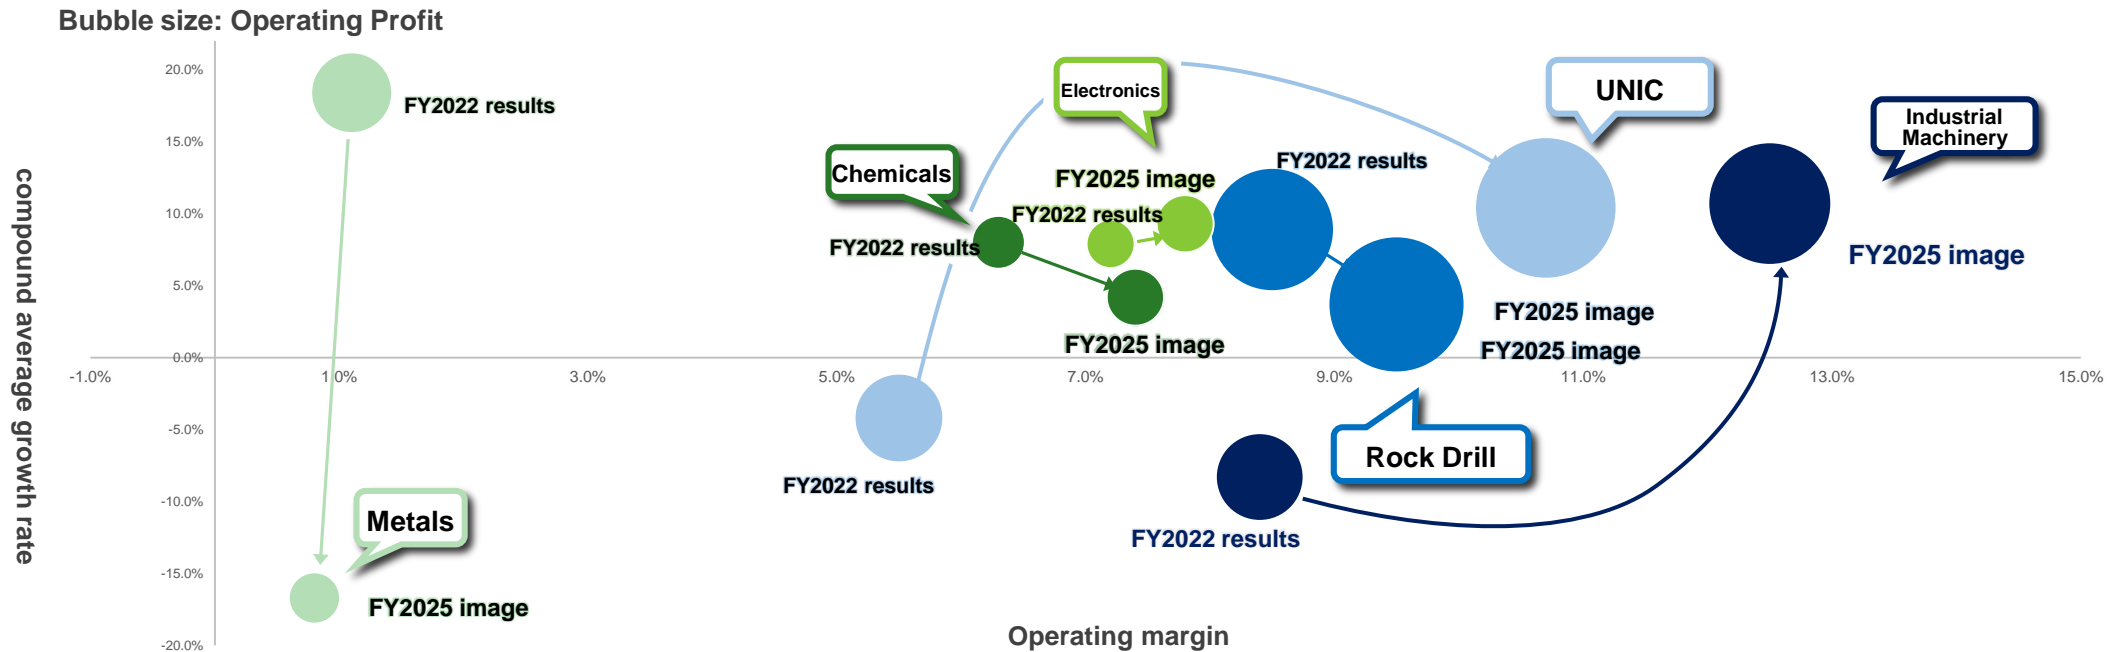 Bubble size: Operating Profit
compound average growth rate
20.0%
15.0%
10.0%
5.0%
0.0%
-5.0%
-10.0%
-15.0%
-20.0%
-1.0%
1.0%
3.0%
5.0%
7.0%
9.0%
11.0%
13.0%
15.0%
Operating margin
FY2022 results
Metals
FY2025 image
Chemicals
FY2022 results
FY2025 image
Electronics
FY2025 image
FY2022 results
FY2022 results
FY2022 results
UNIC
FY2025 image
FY2025 image
Rock Drill
Industrial
Machinery
FY2025 image
FY2022 results